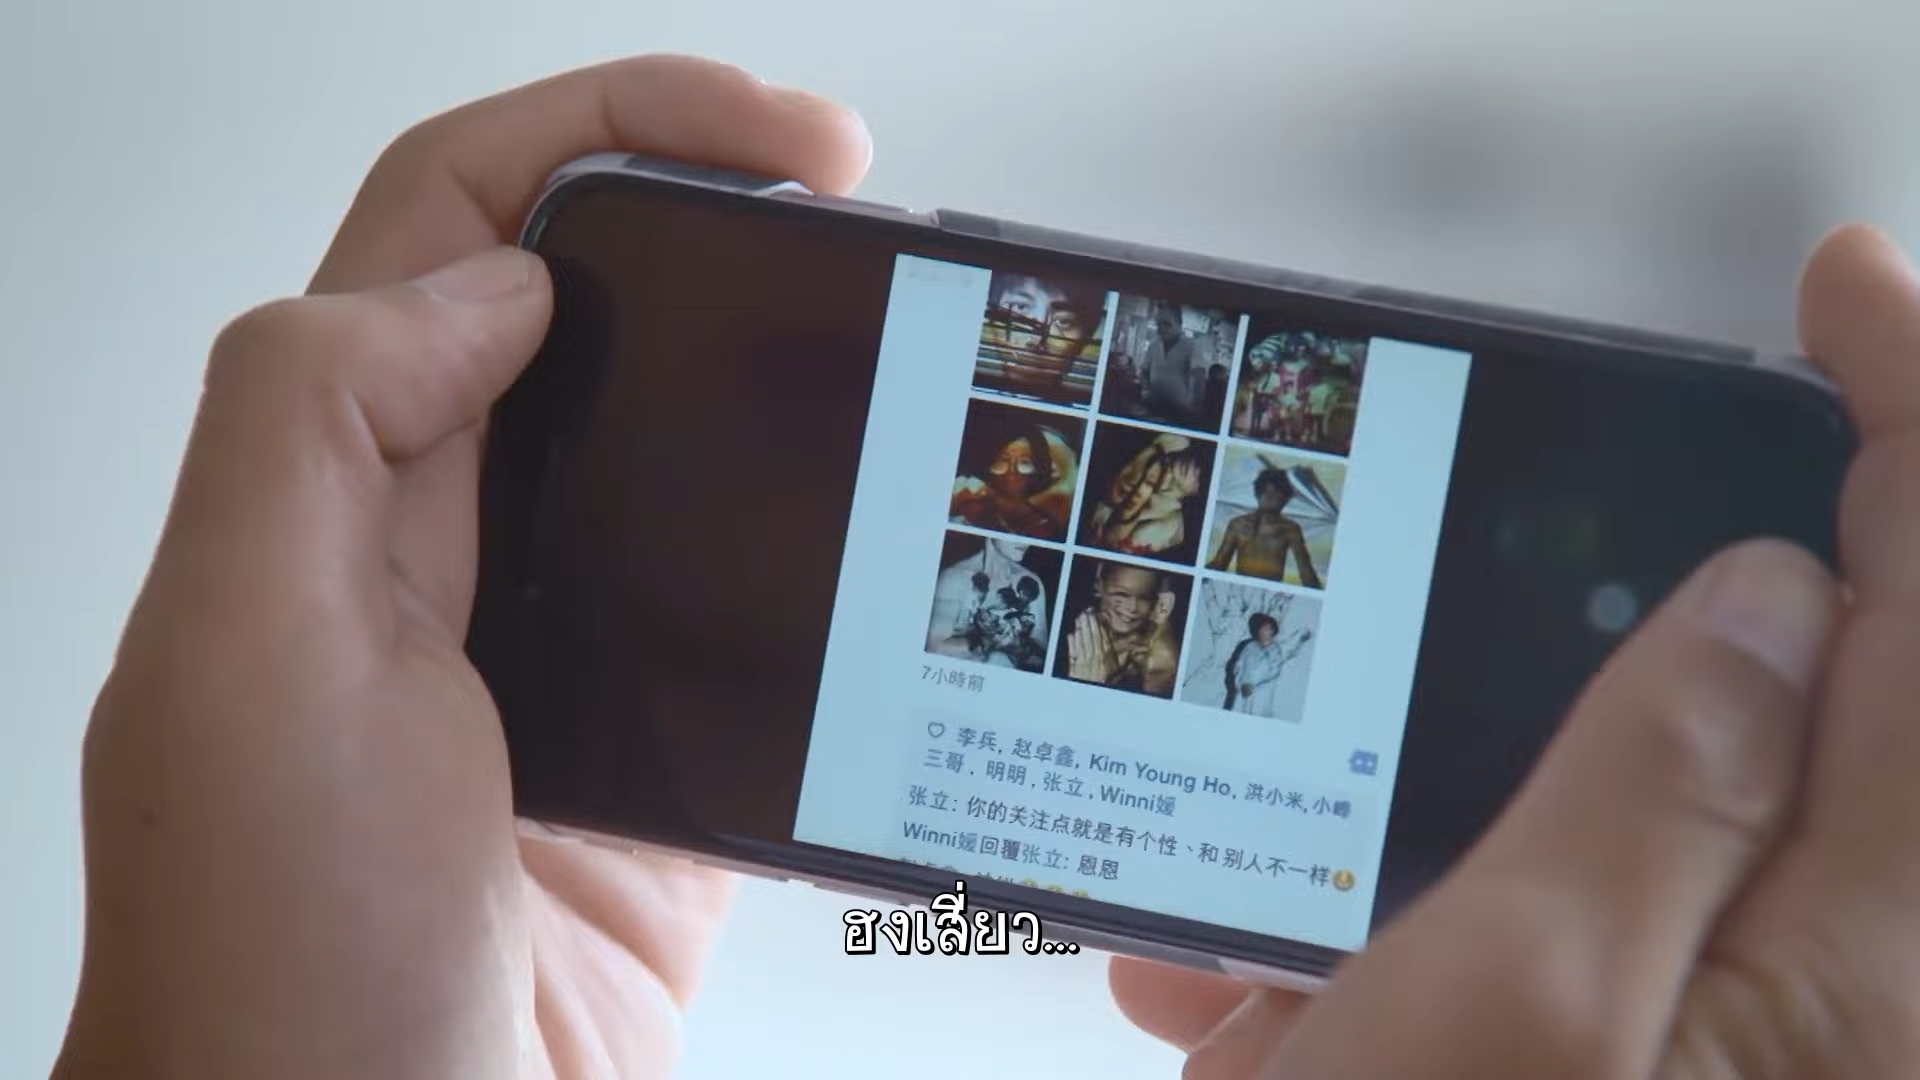 7小時前
李兵, 赵卓鑫, Kim Young Ho, 洪小米, 小峰
三哥, 明明, 张立, Winni媛
张立: 你的关注点就是有个性、和别人不一样
Winni媛回覆张立: 恩恩
ฮงเสี่ยว...